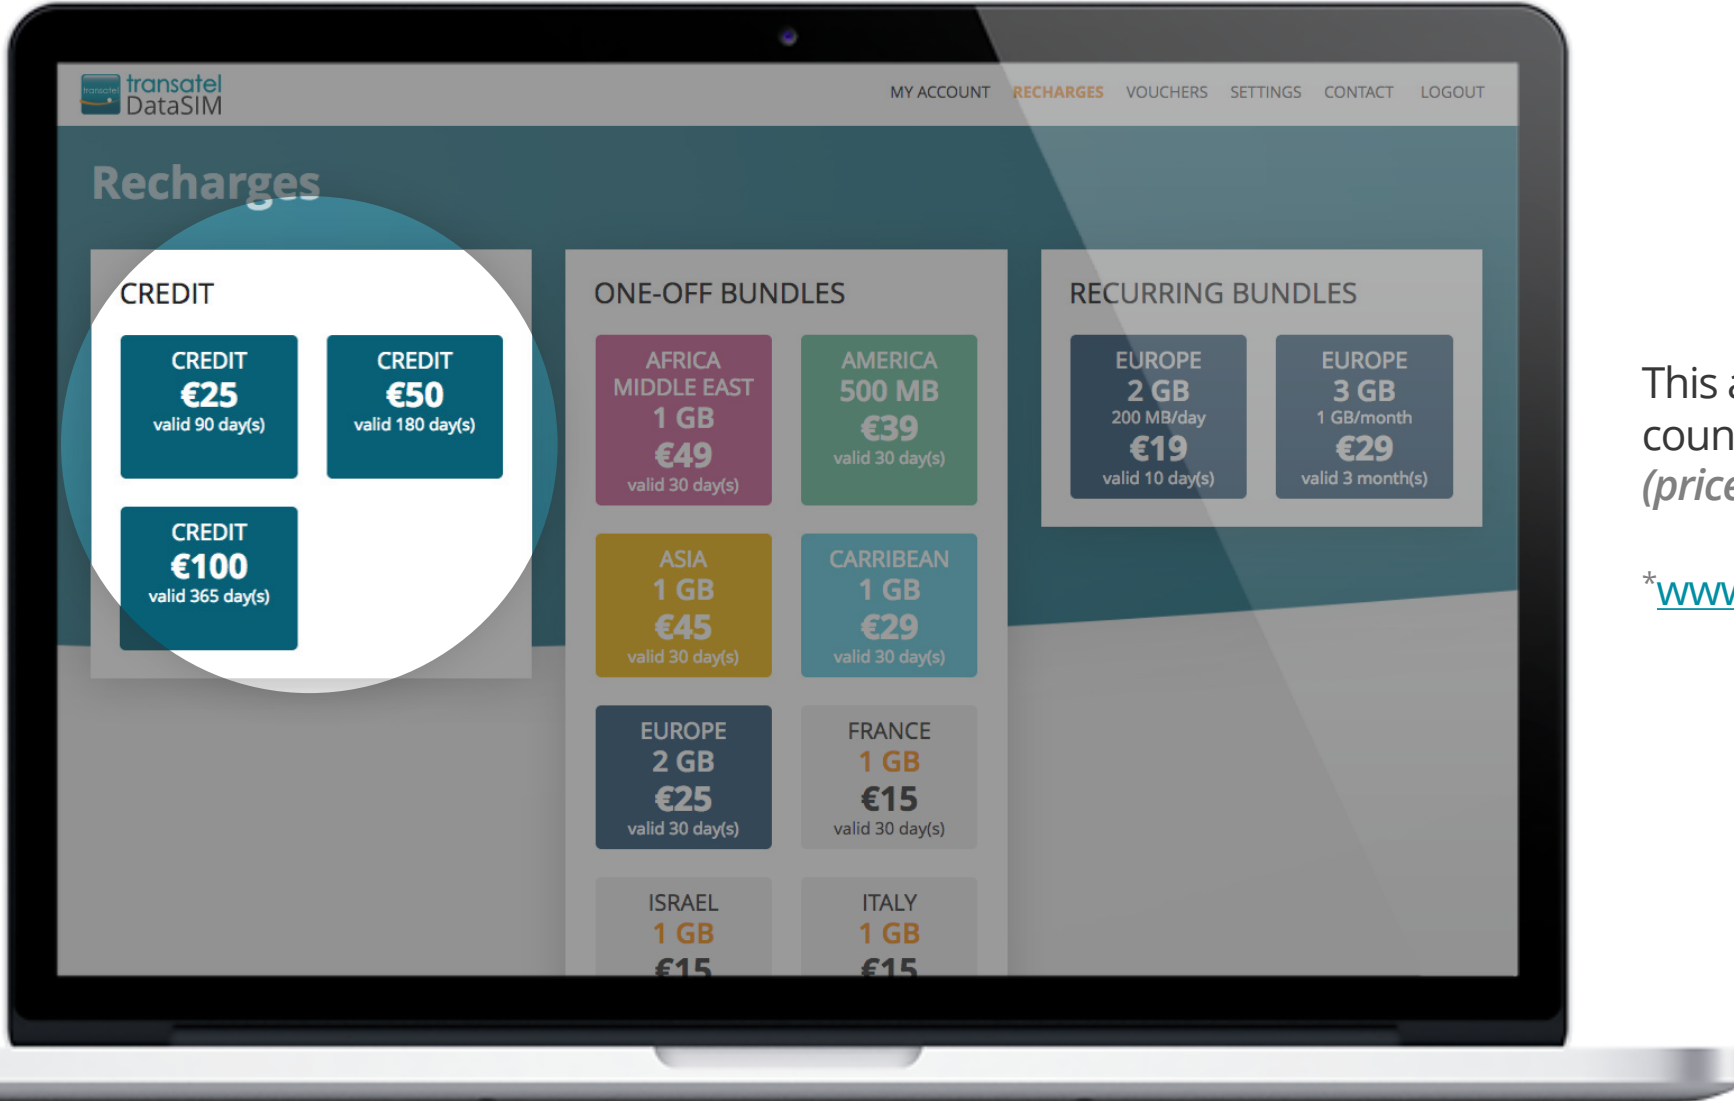 transatel
transatel
DataSIM
MY ACCOUNT RECHARGES VOUCHERS SETTINGS CONTACT LOGOUT
Recharges
CREDIT
CREDIT
€25
valid 90 day(s)
CREDIT
€50
valid 180 day(s)
CREDIT
€100
valid 365 day(s)
ONE-OFF BUNDLES
AFRICA
MIDDLE EAST
1 GB
€49
valid 30 day(s)
AMERICA
500 MB
€39
valid 30 day(s)
ASIA
1 GB
€45
valid 30 day(s)
CARRIBEAN
1 GB
€29
valid 30 day(s)
EUROPE
2 GB
€25
valid 30 day(s)
FRANCE
1 GB
€15
valid 30 day(s)
ISRAEL
1 GB
€15
ITALY
1 GB
€15
RECURRING BUNDLES
EUROPE
2 GB
200 MB/day
€19
valid 10 day(s)
EUROPE
3 GB
1 GB/month
€29
valid 3 month(s)
This